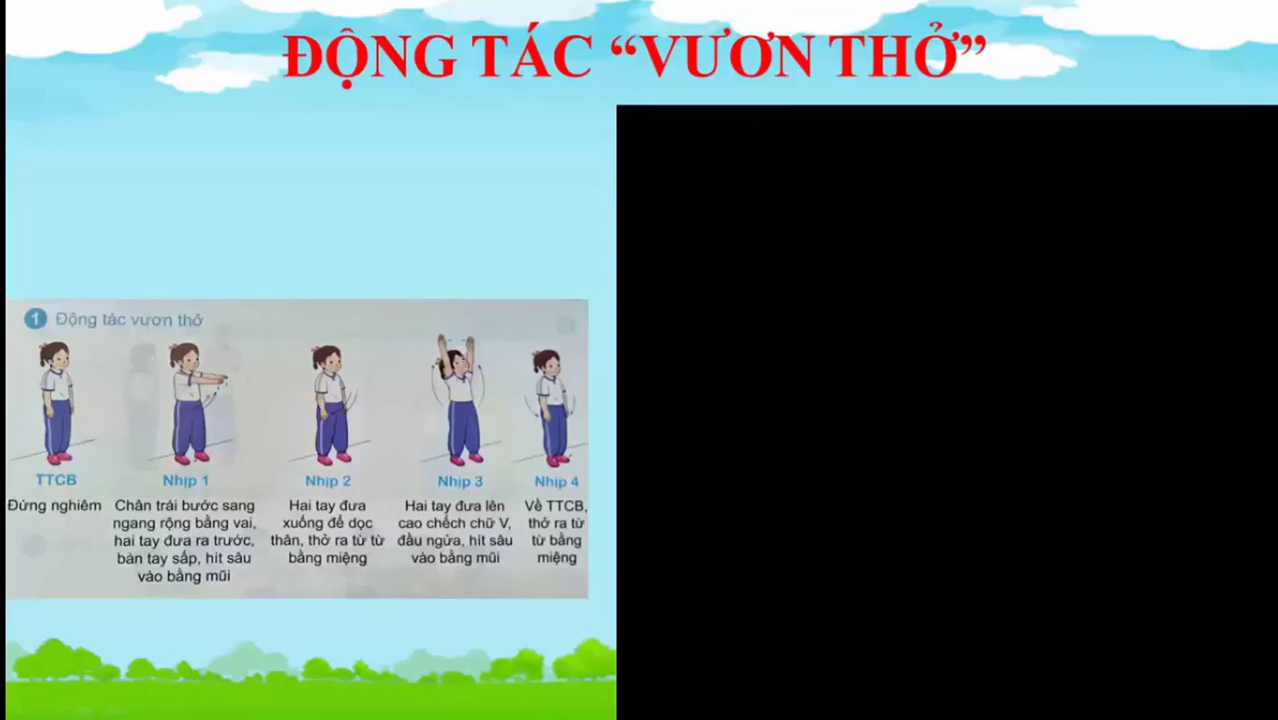 ĐỘNG TÁC “VƯƠN THỞ”
1 Động tác vươn thở
TTCB
Đứng nghiêm
Nhịp 1
Chân trái bước sang
ngang rộng bằng vai,
hai tay đưa ra trước,
bàn tay sấp, hít sâu
vào bằng mũi
Nhịp 2
Hai tay đưa
xuống để dọc
thân, thở ra từ từ
bằng miệng
Nhịp 3
Hai tay đưa lên
cao chếch chữ V,
đầu ngửa, hít sâu
vào bằng mũi
Nhịp 4
Về TTCB,
thở ra từ
từ bằng
miệng